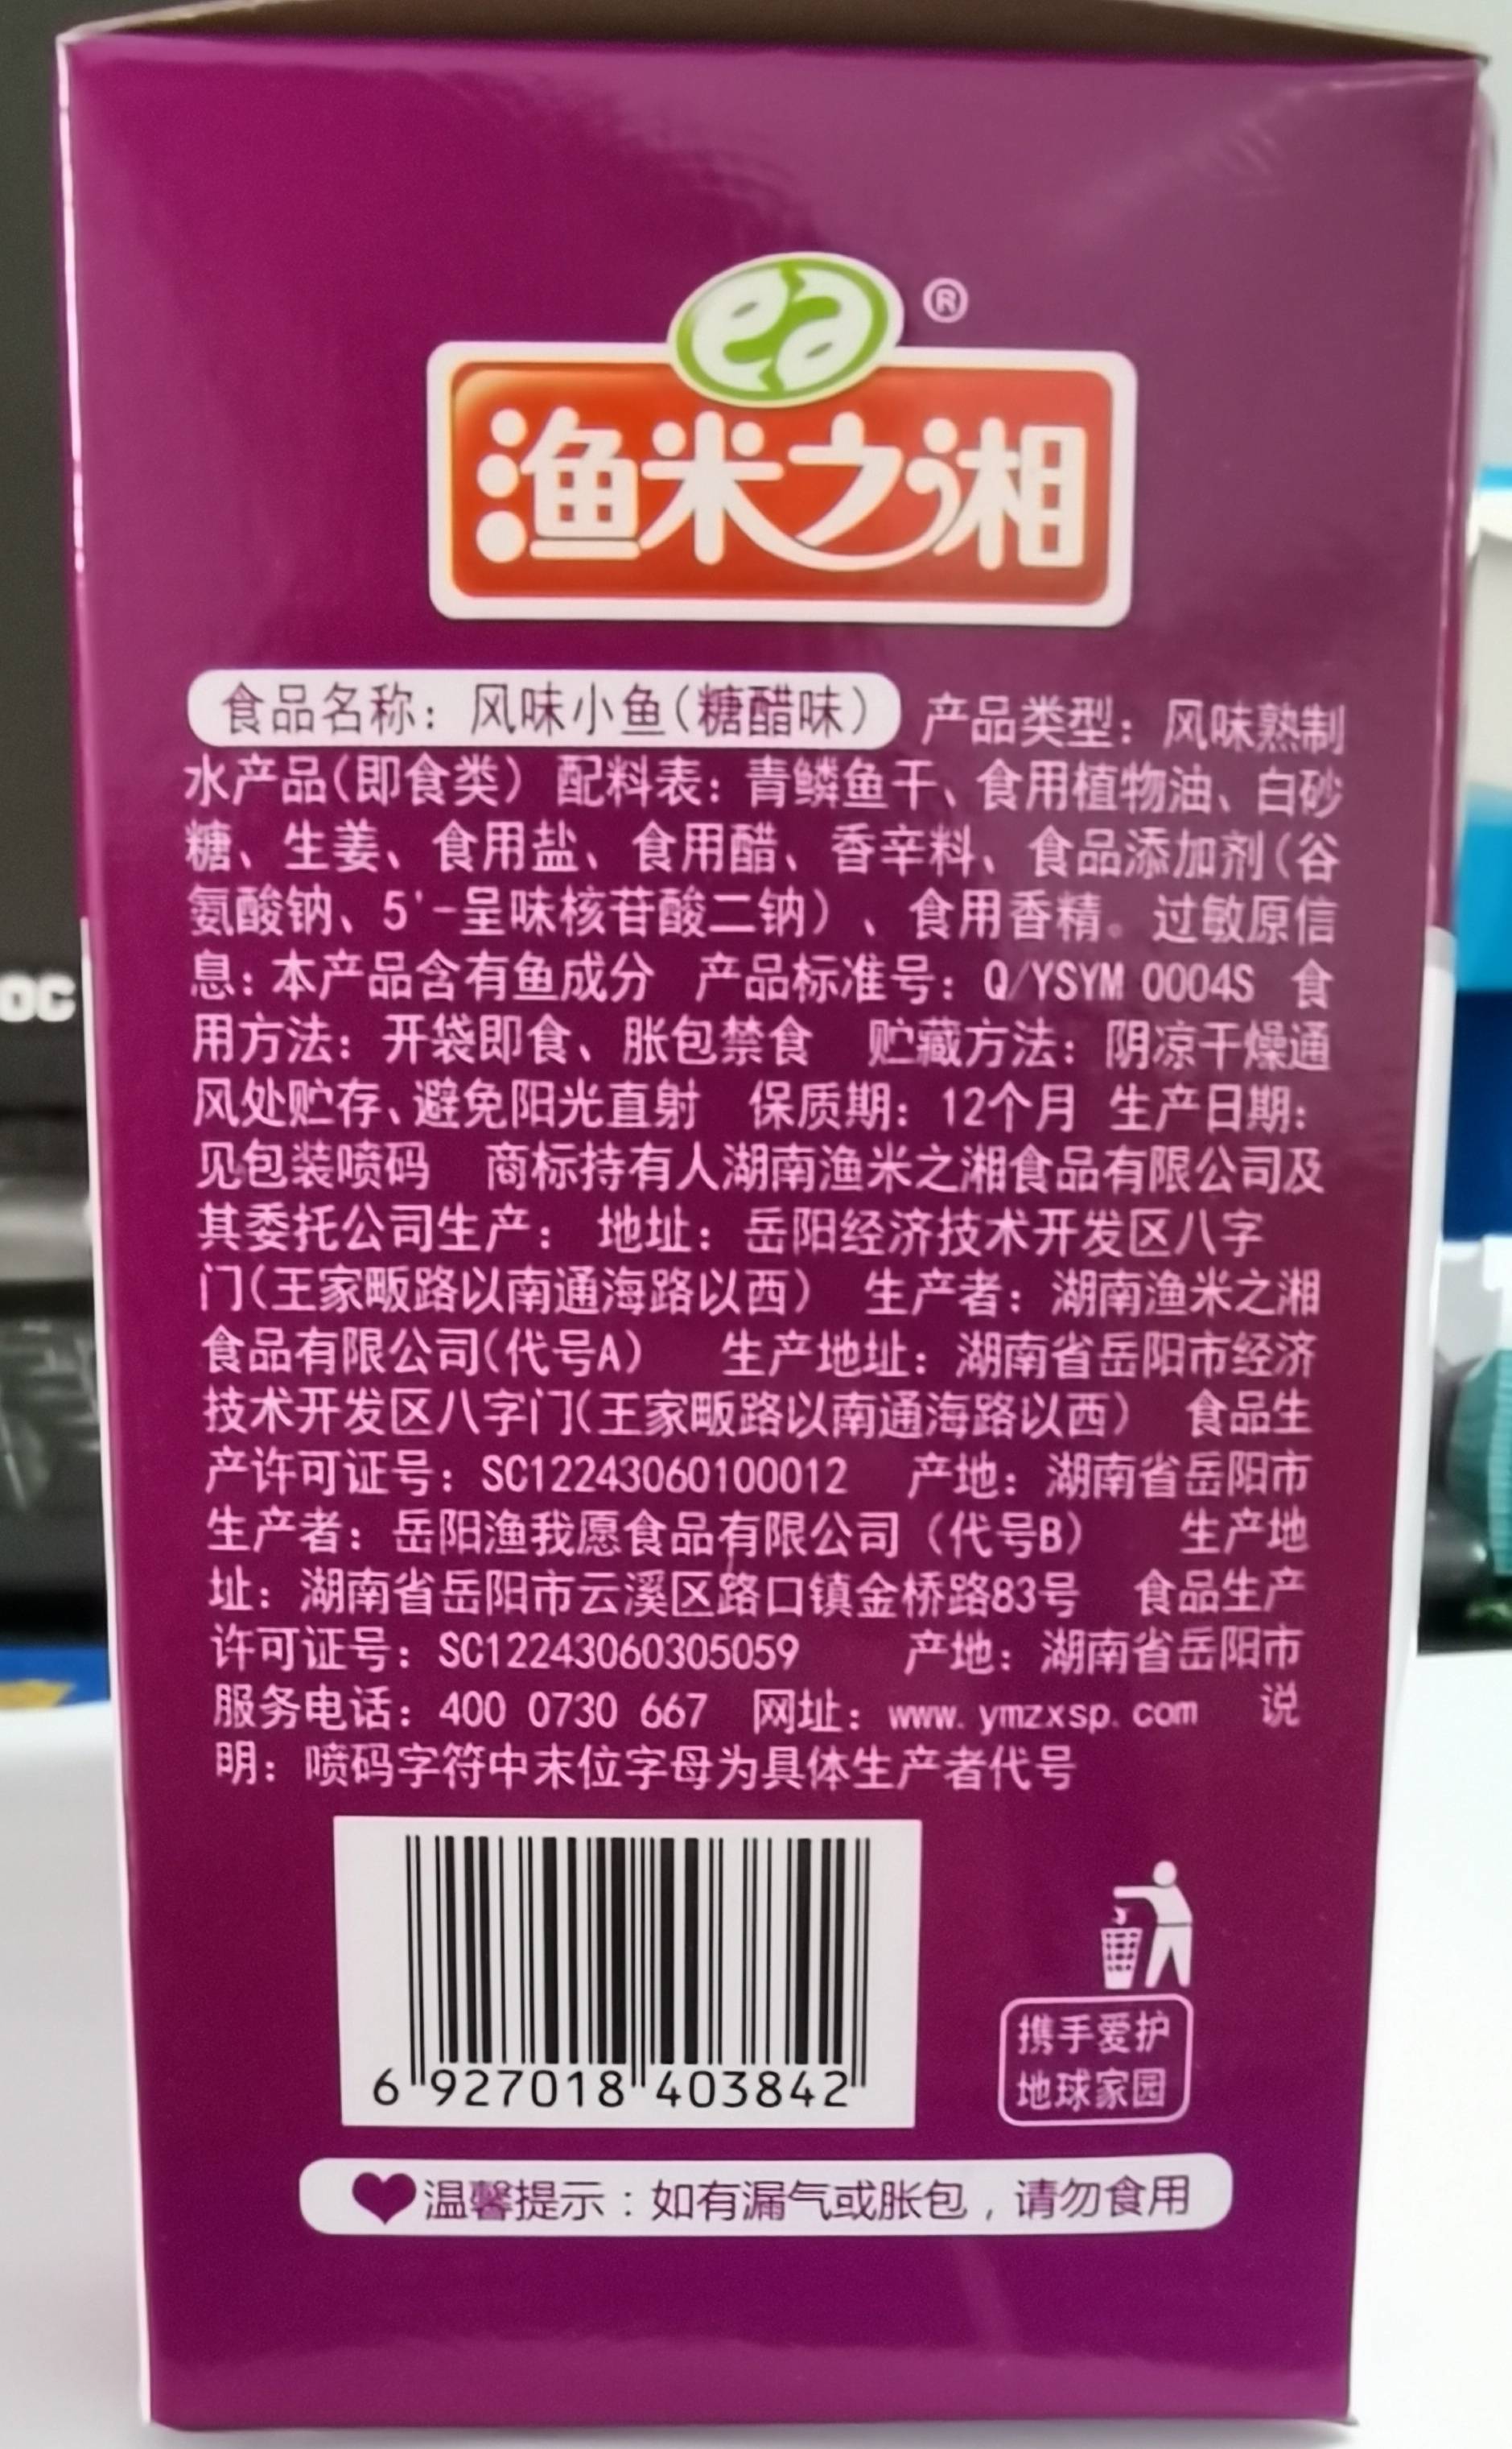 ®
渔米之湘
食品名称：风味小鱼（糖醋味） 产品类型：风味熟制
水产品（即食类） 配料表：青鳞鱼干、食用植物油、白砂
糖、生姜、食用盐、食用醋、香辛料、食品添加剂（谷
氨酸钠、5'-呈味核苷酸二钠）、食用香精。过敏原信
息：本产品含有鱼成分 产品标准号：Q/YSYM 0004S 食
用方法：开袋即食、胀包禁食 贮藏方法：阴凉干燥通
风处贮存、避免阳光直射 保质期：12个月 生产日期：
见包装喷码 商标持有人湖南渔米之湘食品有限公司及
其委托公司生产： 地址：岳阳经济技术开发区八字
门（王家畈路以南通海路以西） 生产者：湖南渔米之湘
食品有限公司（代号A） 生产地址：湖南省岳阳市经济
技术开发区八字门（王家畈路以南通海路以西） 食品生
产许可证号：SC12243060100012 产地：湖南省岳阳市
生产者：岳阳渔我愿食品有限公司（代号B） 生产地
址：湖南省岳阳市云溪区路口镇金桥路83号 食品生产
许可证号：SC12243060305059 产地：湖南省岳阳市
服务电话：400 0730 667 网址：www.ymzxsp.com 说
明：喷码字符中末位字母为具体生产者代号
6 927018 403842
携手爱护
地球家园
温馨提示：如有漏气或胀包，请勿食用
OC